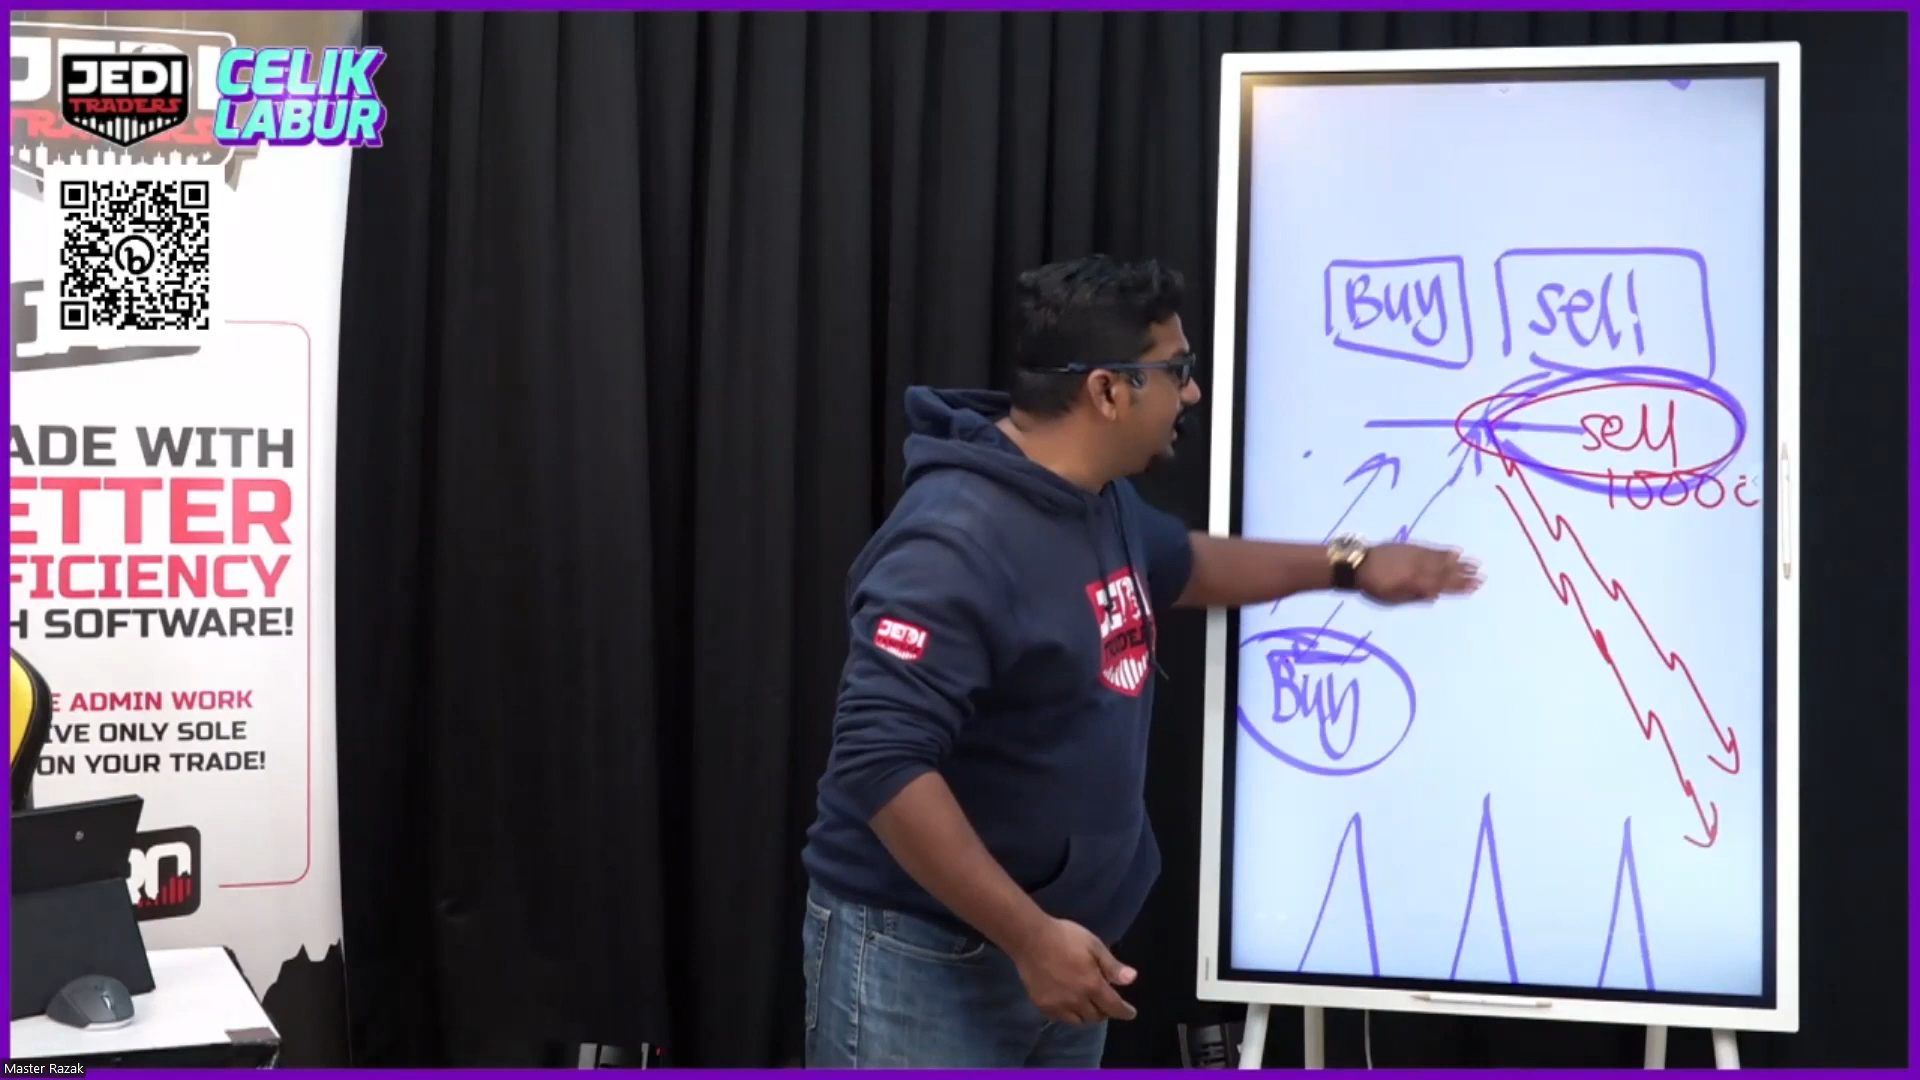 JEDI
TRADERS
CELIK
LABUR
ADE WITH
ETTER
FICIENCY
H SOFTWARE!
E ADMIN WORK
IVE ONLY SOLE
ON YOUR TRADE!
JEDI
JEDI
Buy
sell
sell
Buy
Master Razak